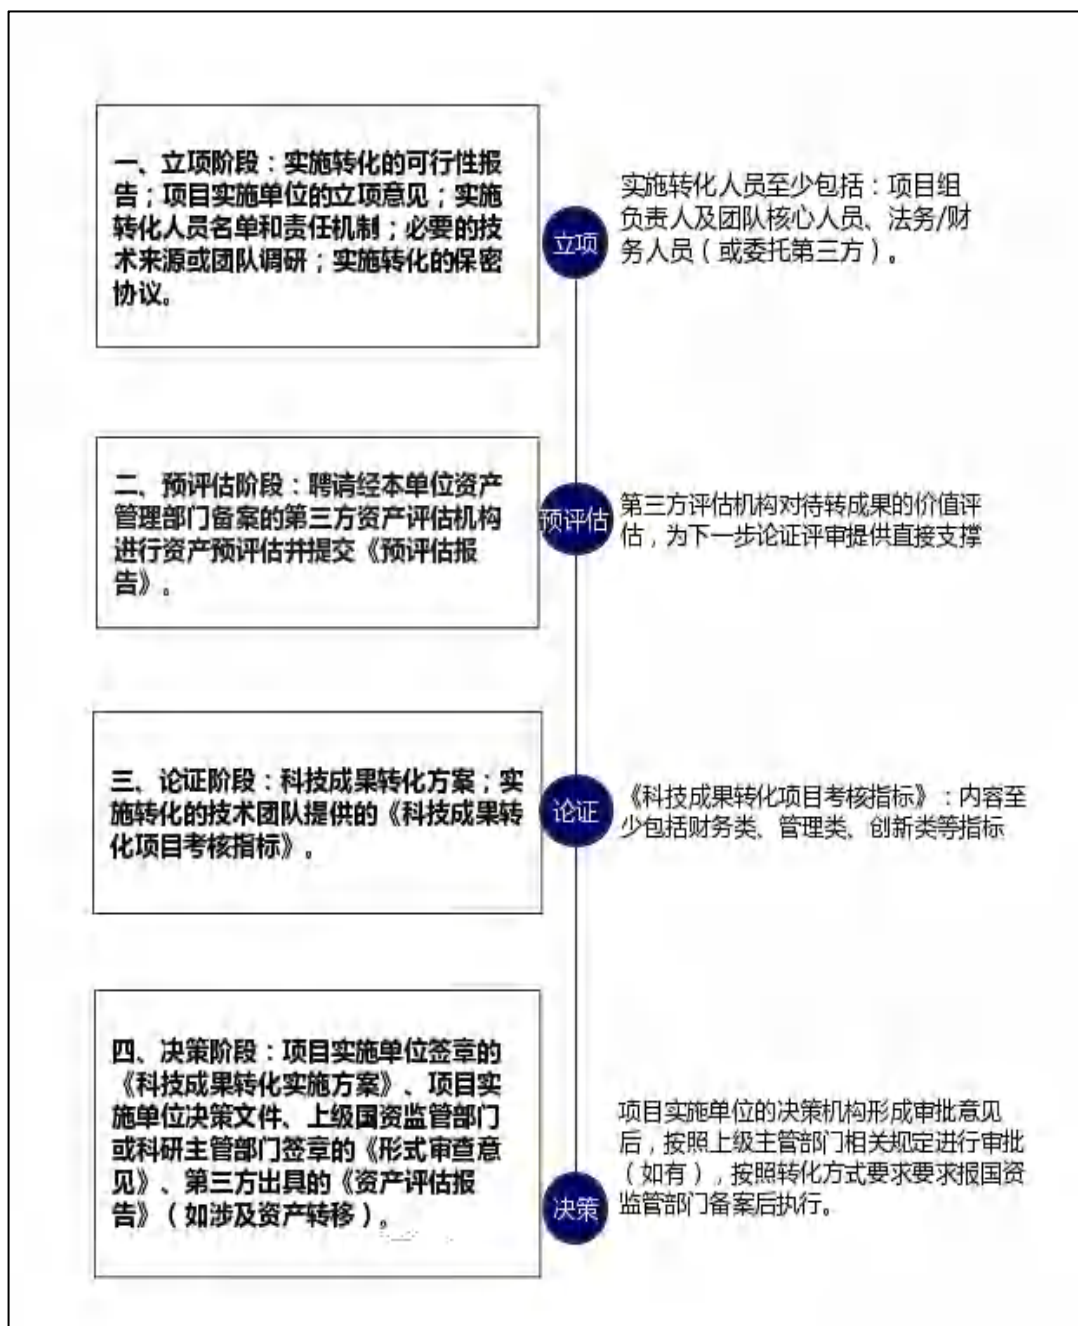 一、立项阶段：实施转化的可行性报
告；项目实施单位的立项意见；实施
转化人员名单和责任机制；必要的技
术来源或团队调研；实施转化的保密
协议。
立项
实施转化人员至少包括：项目组
负责人及团队核心人员、法务/财
务人员（或委托第三方）。
二、预评估阶段：聘请经本单位资产
管理部门备案的第三方资产评估机构
进行资产预评估并提交《预评估报
告》。
预评估
第三方评估机构对待转成果的价值评
估，为下一步论证评审提供直接支撑
三、论证阶段：科技成果转化方案；实
施转化的技术团队提供的《科技成果转
化项目考核指标》。
论证
《科技成果转化项目考核指标》：内容至
少包括财务类、管理类、创新类等指标
四、决策阶段：项目实施单位签章的
《科技成果转化实施方案》、项目实
施单位决策文件、上级国资监管部门
或科研主管部门签章的《形式审查意
见》、第三方出具的《资产评估报
告》（如涉及资产转移）。
决策
项目实施单位的决策机构形成审批意见
后，按照上级主管部门相关规定进行审批
（如有），按照转化方式要求要求报国资
监管部门备案后执行。